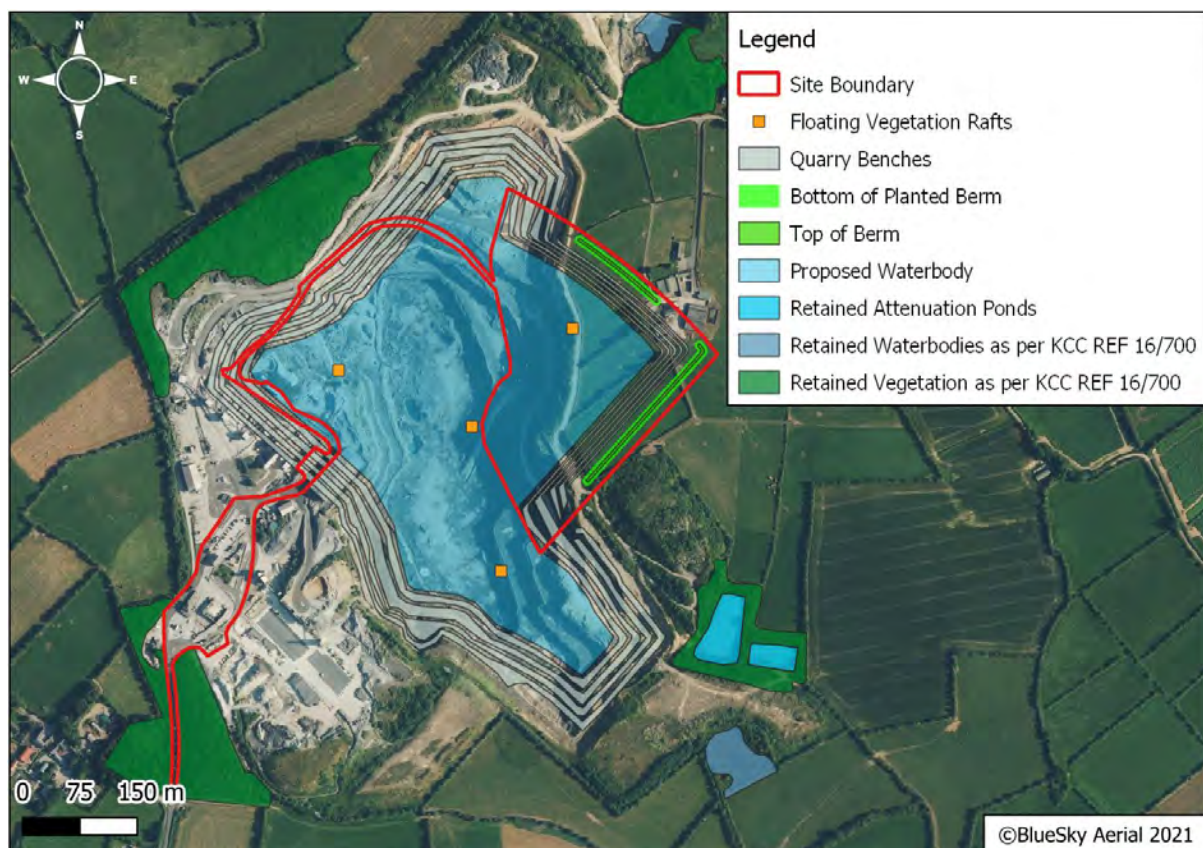 N
W E
S
Legend
Site Boundary
Floating Vegetation Rafts
Quarry Benches
Bottom of Planted Berm
Top of Berm
Proposed Waterbody
Retained Attenuation Ponds
Retained Waterbodies as per KCC REF 16/700
Retained Vegetation as per KCC REF 16/700
0 75 150 m
©BlueSky Aerial 2021